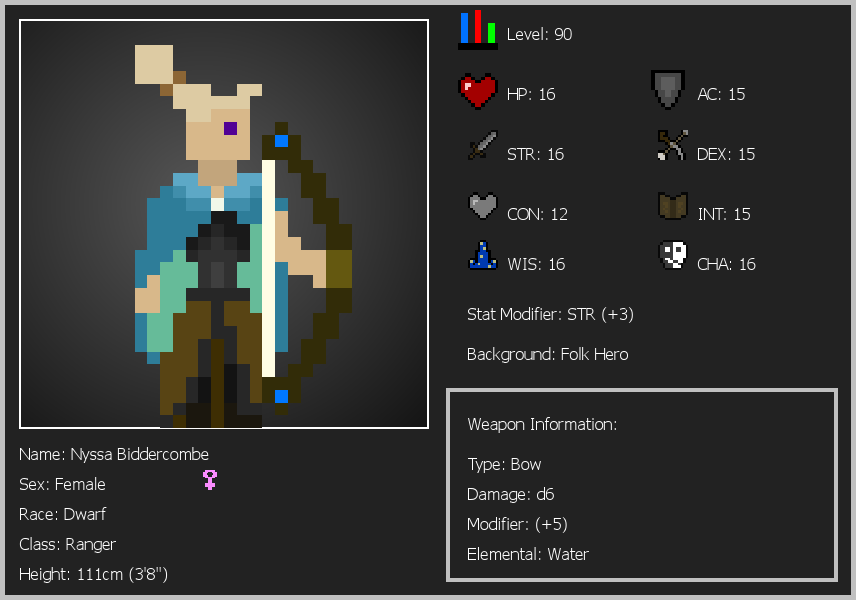 Level: 90
HP: 16
AC: 15
STR: 16
DEX: 15
CON: 12
INT: 15
WIS: 16
CHA: 16
Stat Modifier: STR (+3)
Background: Folk Hero
Weapon Information:
Type: Bow
Damage: d6
Modifier: (+5)
Elemental: Water
Name: Nyssa Biddercombe
Sex: Female
Race: Dwarf
Class: Ranger
Height: 111cm (3'8")